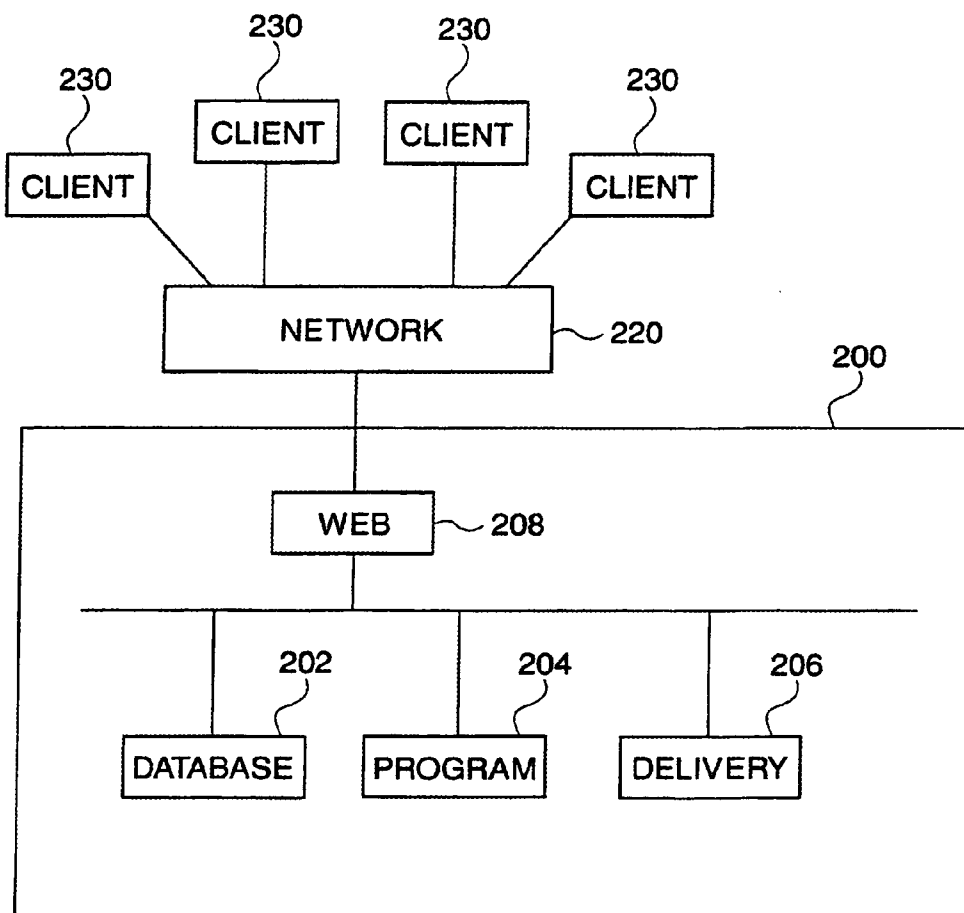 230 230 230 230
CLIENT CLIENT CLIENT CLIENT
NETWORK 220
200
WEB 208
202 204 206
DATABASE PROGRAM DELIVERY